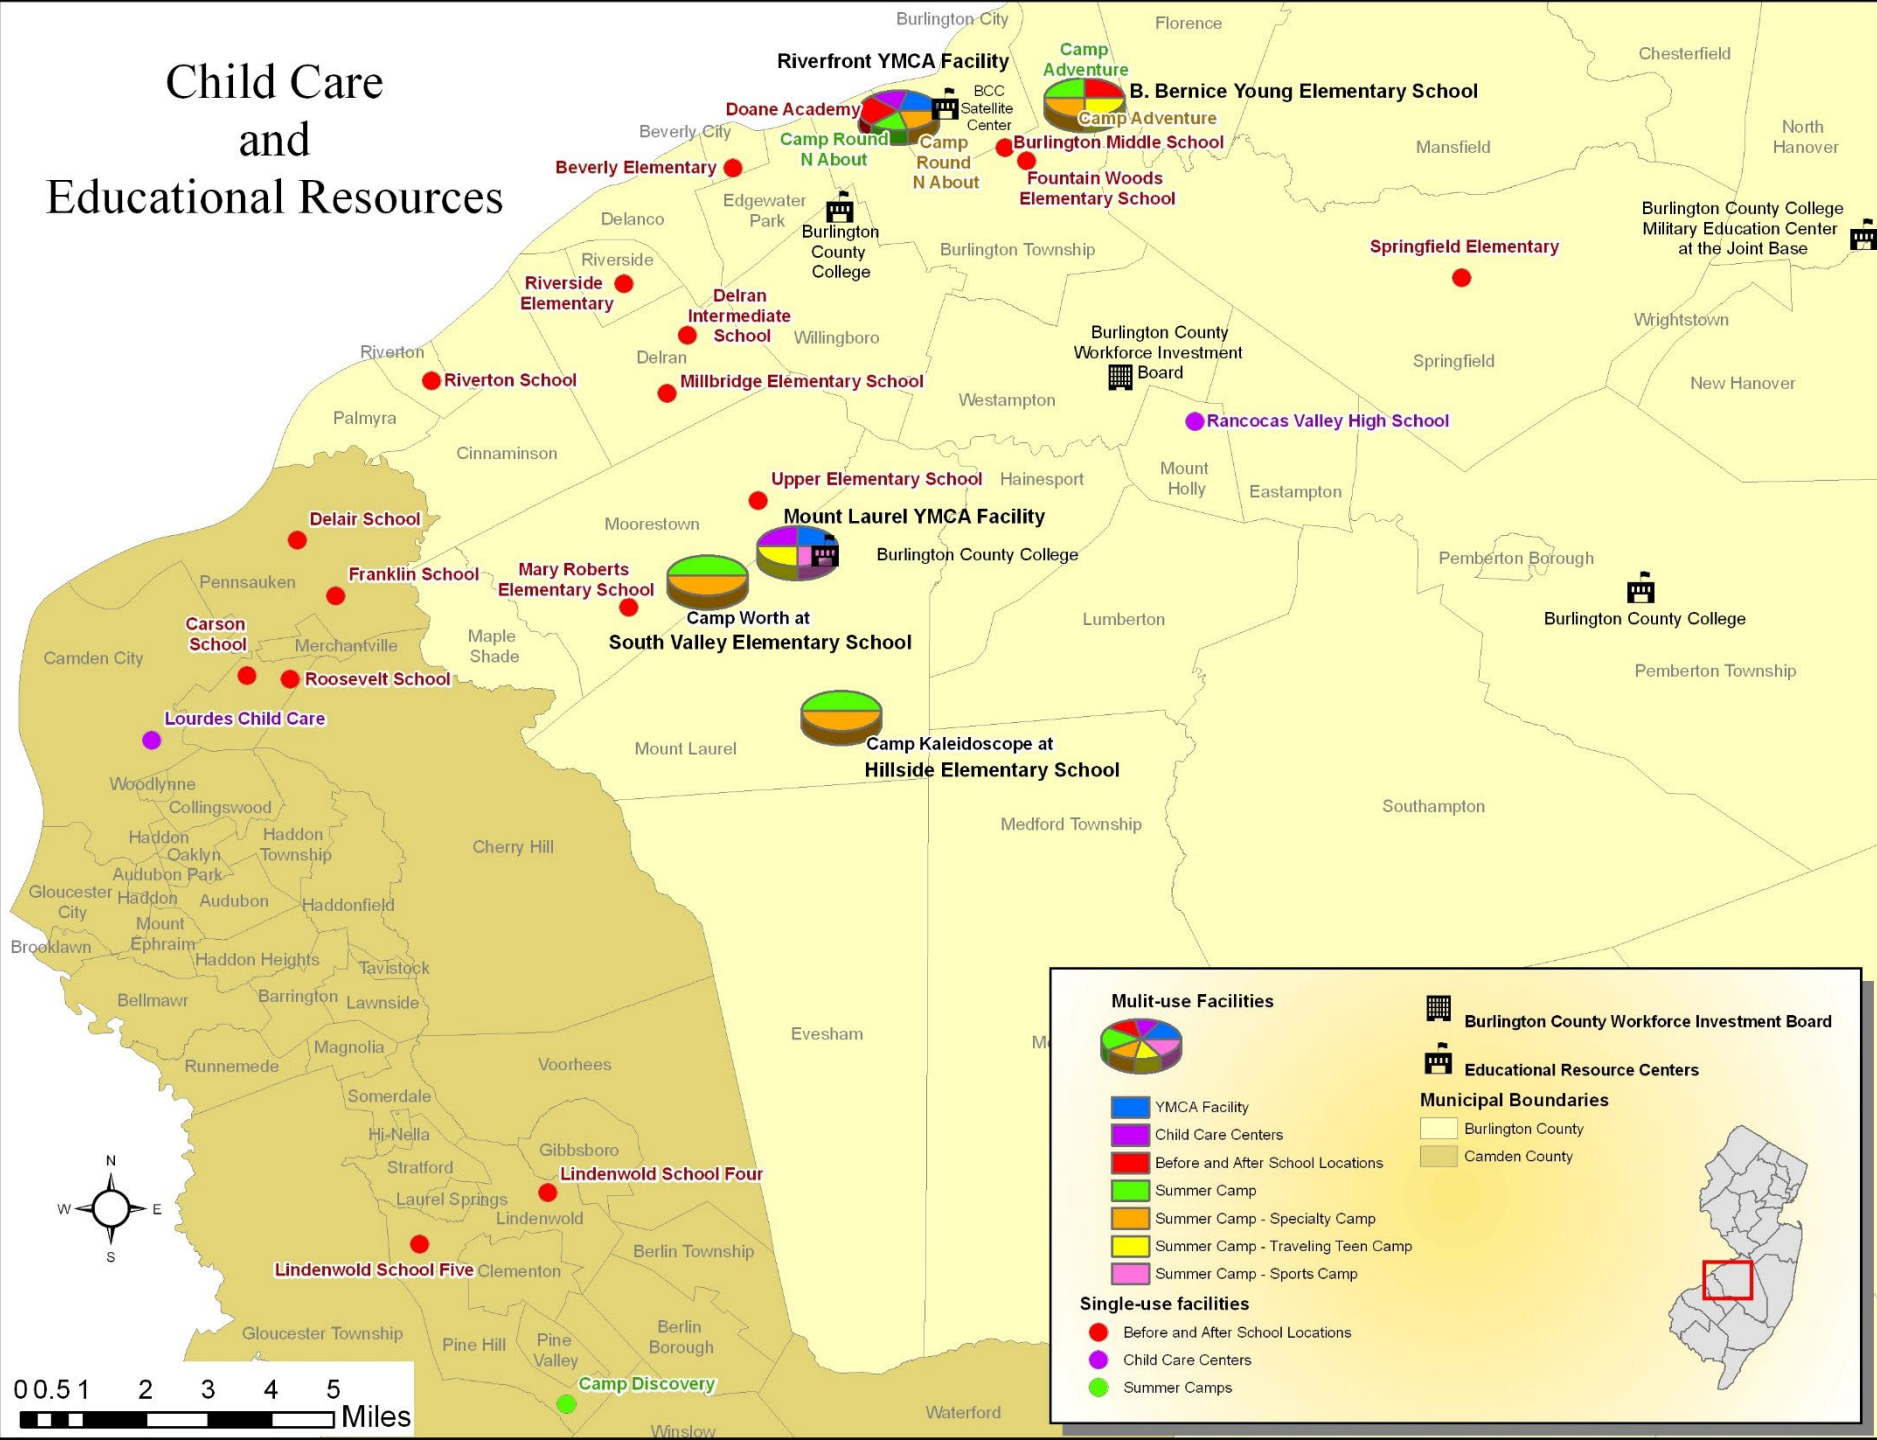 Child Care
and
Educational Resources
Burlington City
Florence
Chesterfield
Riverfront YMCA Facility
Camp
Adventure
B. Bernice Young Elementary School
Camp Adventure
BCC
Satellite
Center
Doane Academy
Camp Round
N About
Camp
Round
N About
Burlington Middle School
Fountain Woods
Elementary School
Mansfield
North
Hanover
Beverly City
Beverly Elementary
Edgewater
Park
Delanco
Burlington
County
College
Burlington Township
Burlington County College
Military Education Center
at the Joint Base
Springfield Elementary
Riverside
Riverside
Elementary
Delran
Intermediate
School
Willingboro
Delran
Burlington County
Workforce Investment
Board
Wrightstown
Springfield
New Hanover
Riverton
Riverton School
Millbridge Elementary School
Westampton
Palmyra
Rancocas Valley High School
Cinnaminson
Upper Elementary School
Hainesport
Mount
Holly
Eastampton
Delair School
Moorestown
Mount Laurel YMCA Facility
Burlington County College
Pemberton Borough
Pennsauken
Franklin School
Mary Roberts
Elementary School
Camp Worth at
South Valley Elementary School
Lumberton
Burlington County College
Carson
School
Merchantville
Maple
Shade
Camden City
Roosevelt School
Pemberton Township
Lourdes Child Care
Mount Laurel
Camp Kaleidoscope at
Hillside Elementary School
Woodlynne
Collingswood
Haddon
Oaklyn
Haddon
Township
Cherry Hill
Medford Township
Southampton
Audubon Park
Gloucester
City
Haddon
Audubon
Haddonfield
Mount
Ephraim
Brooklawn
Haddon Heights
Tavistock
Bellmawr
Barrington
Lawnside
Evesham
Me
Magnolia
Runnemede
Voorhees
Somerdale
Hi-Nella
Gibbsboro
Stratford
Lindenwold School Four
Laurel Springs
Lindenwold
Lindenwold School Five
Clementon
Berlin Township
Gloucester Township
Pine Hill
Pine
Valley
Berlin
Borough
Camp Discovery
Waterford
Winslow
N
W
E
S
0 0.5 1 2 3 4 5
Miles
Mulit-use Facilities
YMCA Facility
Child Care Centers
Before and After School Locations
Summer Camp
Summer Camp - Specialty Camp
Summer Camp - Traveling Teen Camp
Summer Camp - Sports Camp
Single-use facilities
Before and After School Locations
Child Care Centers
Summer Camps
Burlington County Workforce Investment Board
Educational Resource Centers
Municipal Boundaries
Burlington County
Camden County